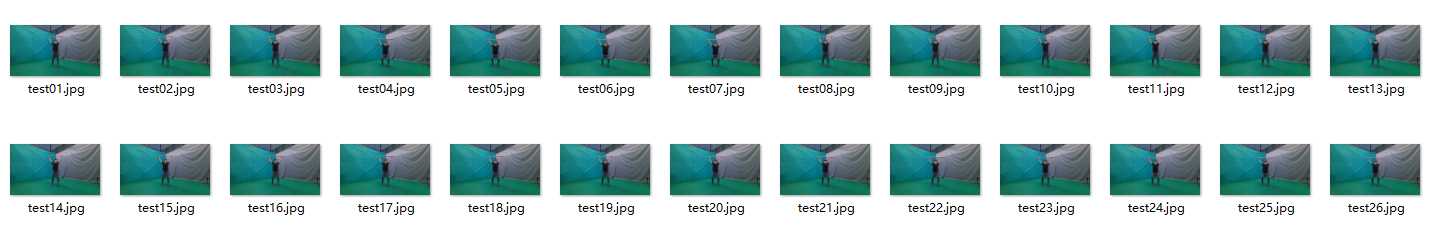 test01.jpg test02.jpg test03.jpg test04.jpg test05.jpg test06.jpg test07.jpg test08.jpg test09.jpg test10.jpg test11.jpg test12.jpg test13.jpg
test14.jpg test15.jpg test16.jpg test17.jpg test18.jpg test19.jpg test20.jpg test21.jpg test22.jpg test23.jpg test24.jpg test25.jpg test26.jpg